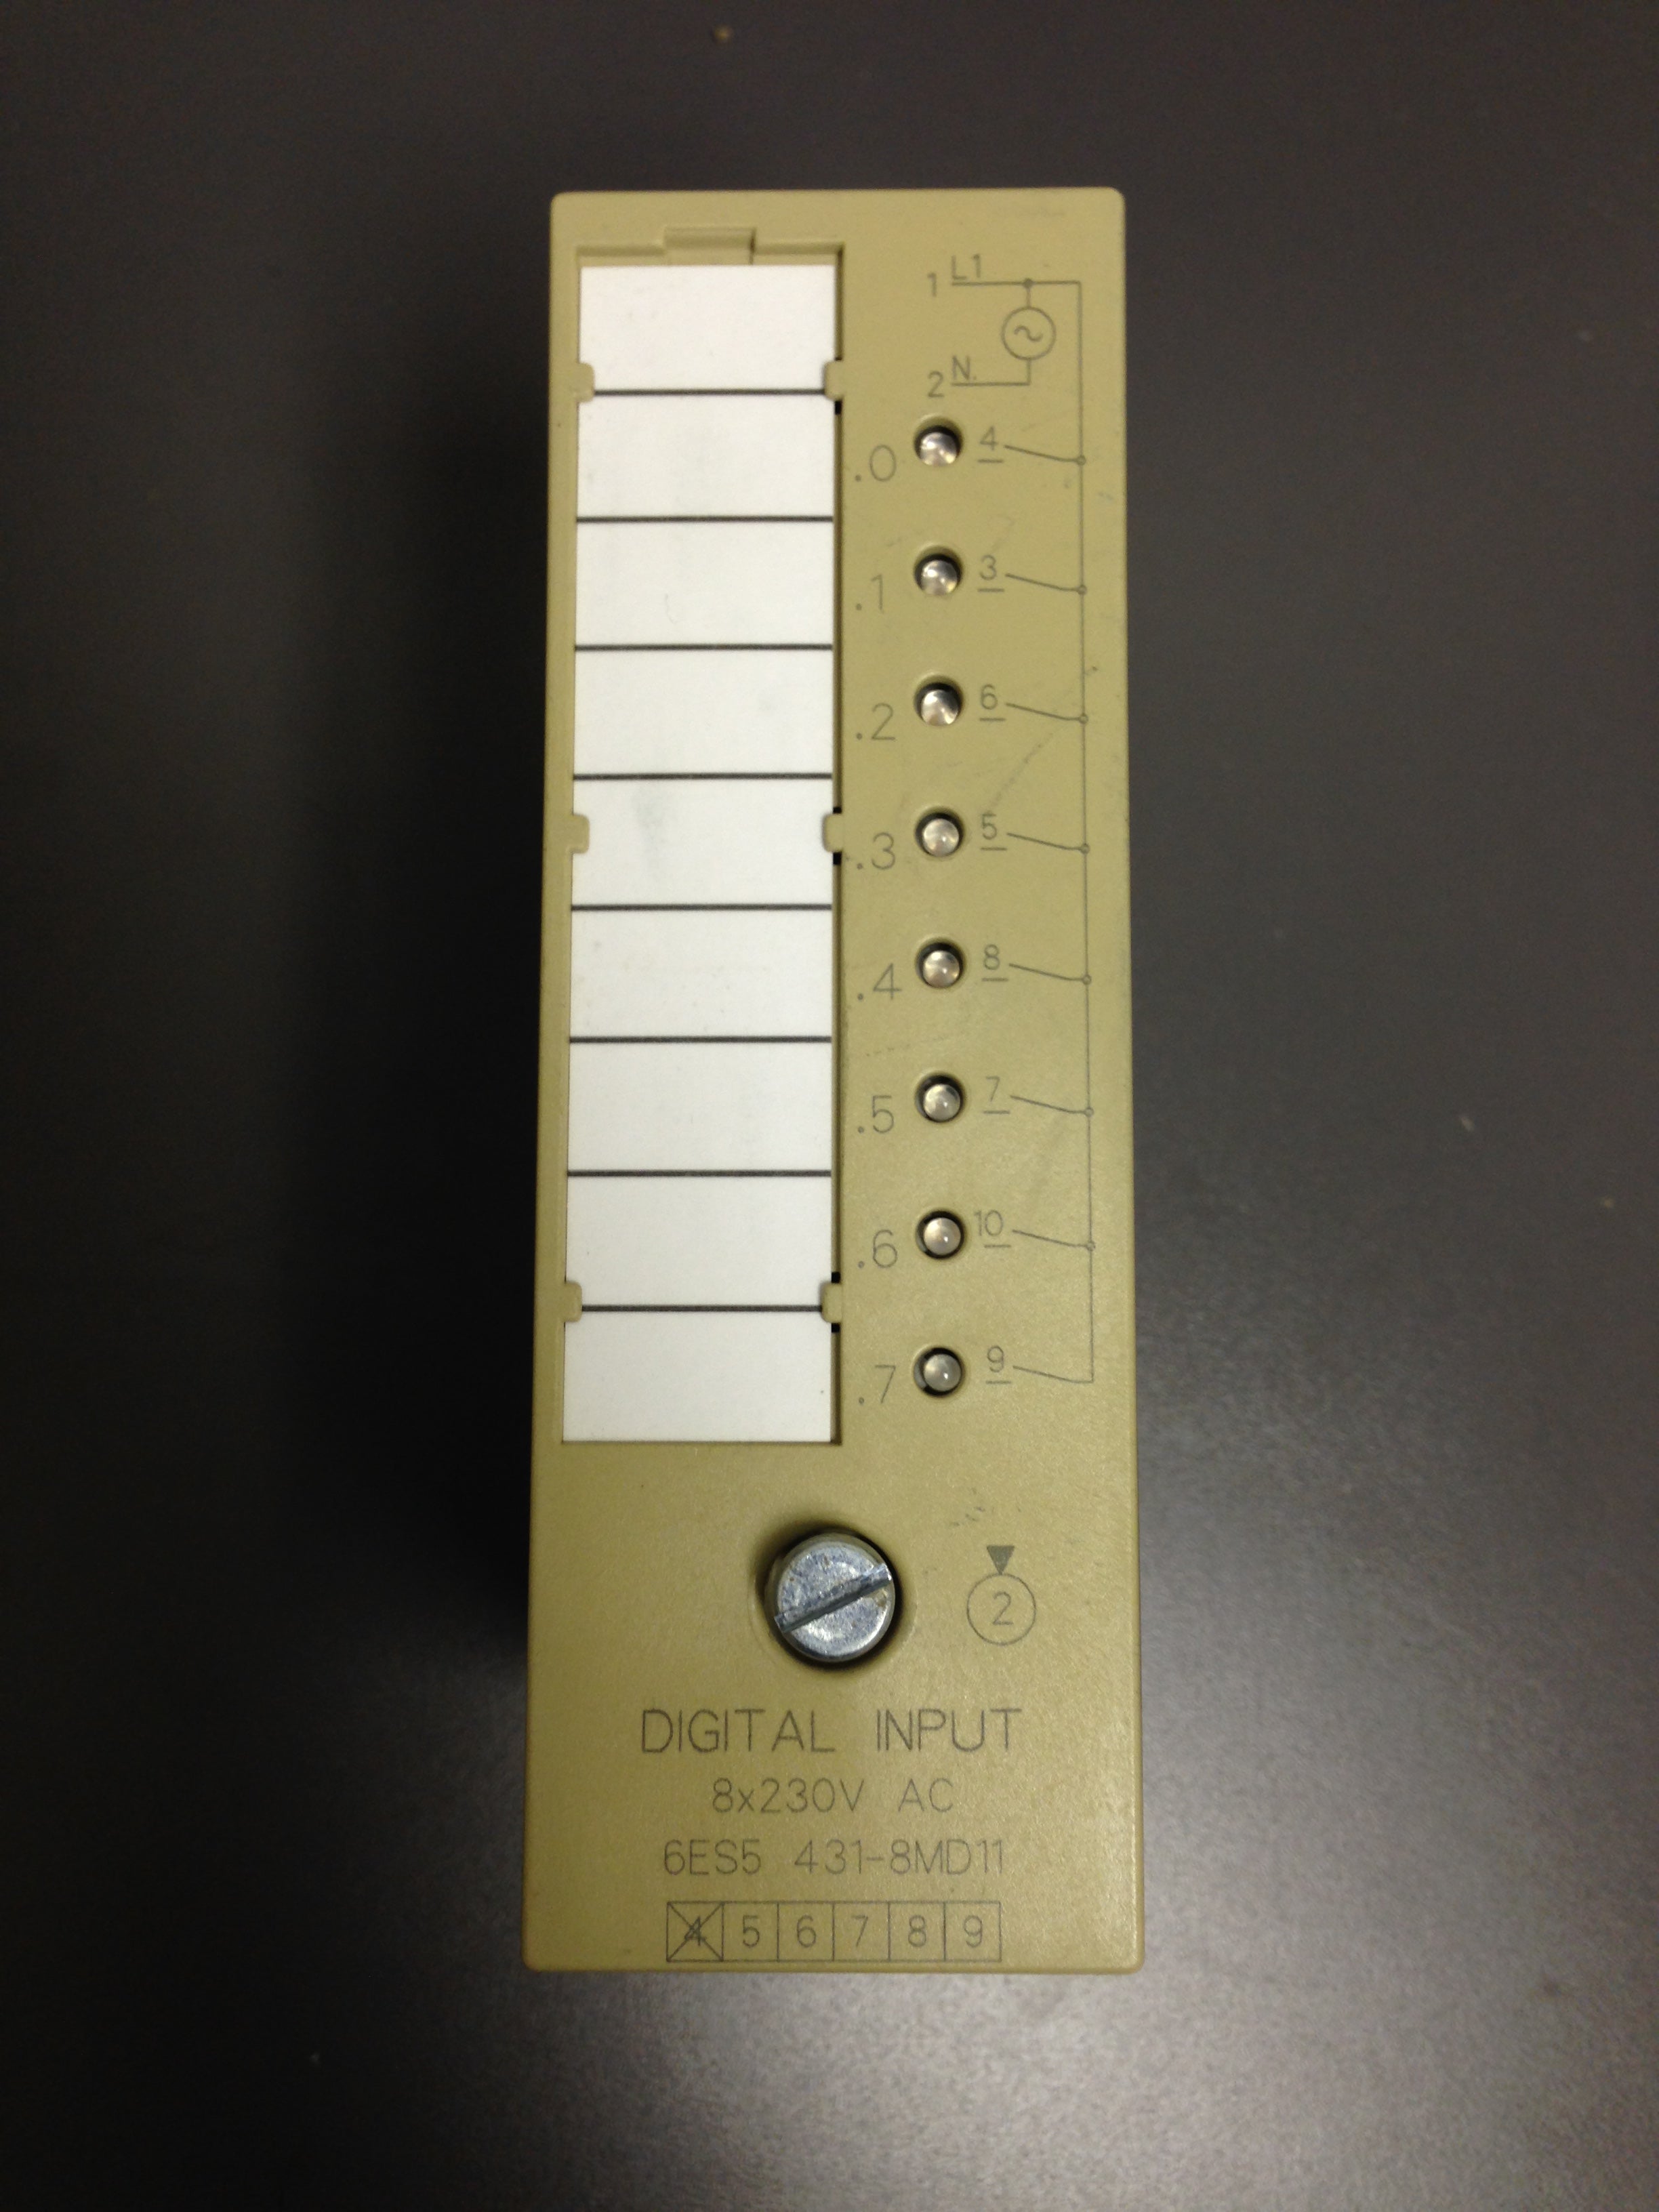 1 L1
2 N.
.0 4
.1 3
.2 6
.3 5
.4 8
.5 7
.6 10
.7 9
2
DIGITAL INPUT
8x230V AC
6ES5 431-8MD11
4 5 6 7 8 9